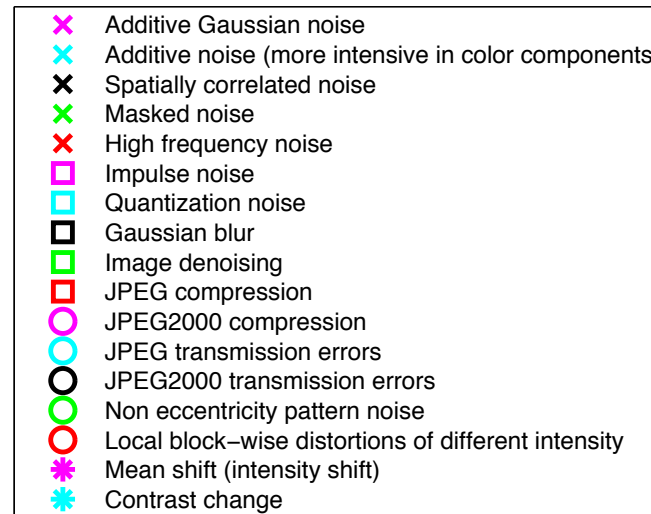 Additive Gaussian noise
Additive noise (more intensive in color components
Spatially correlated noise
Masked noise
High frequency noise
Impulse noise
Quantization noise
Gaussian blur
Image denoising
JPEG compression
JPEG2000 compression
JPEG transmission errors
JPEG2000 transmission errors
Non eccentricity pattern noise
Local block−wise distortions of different intensity
Mean shift (intensity shift)
Contrast change